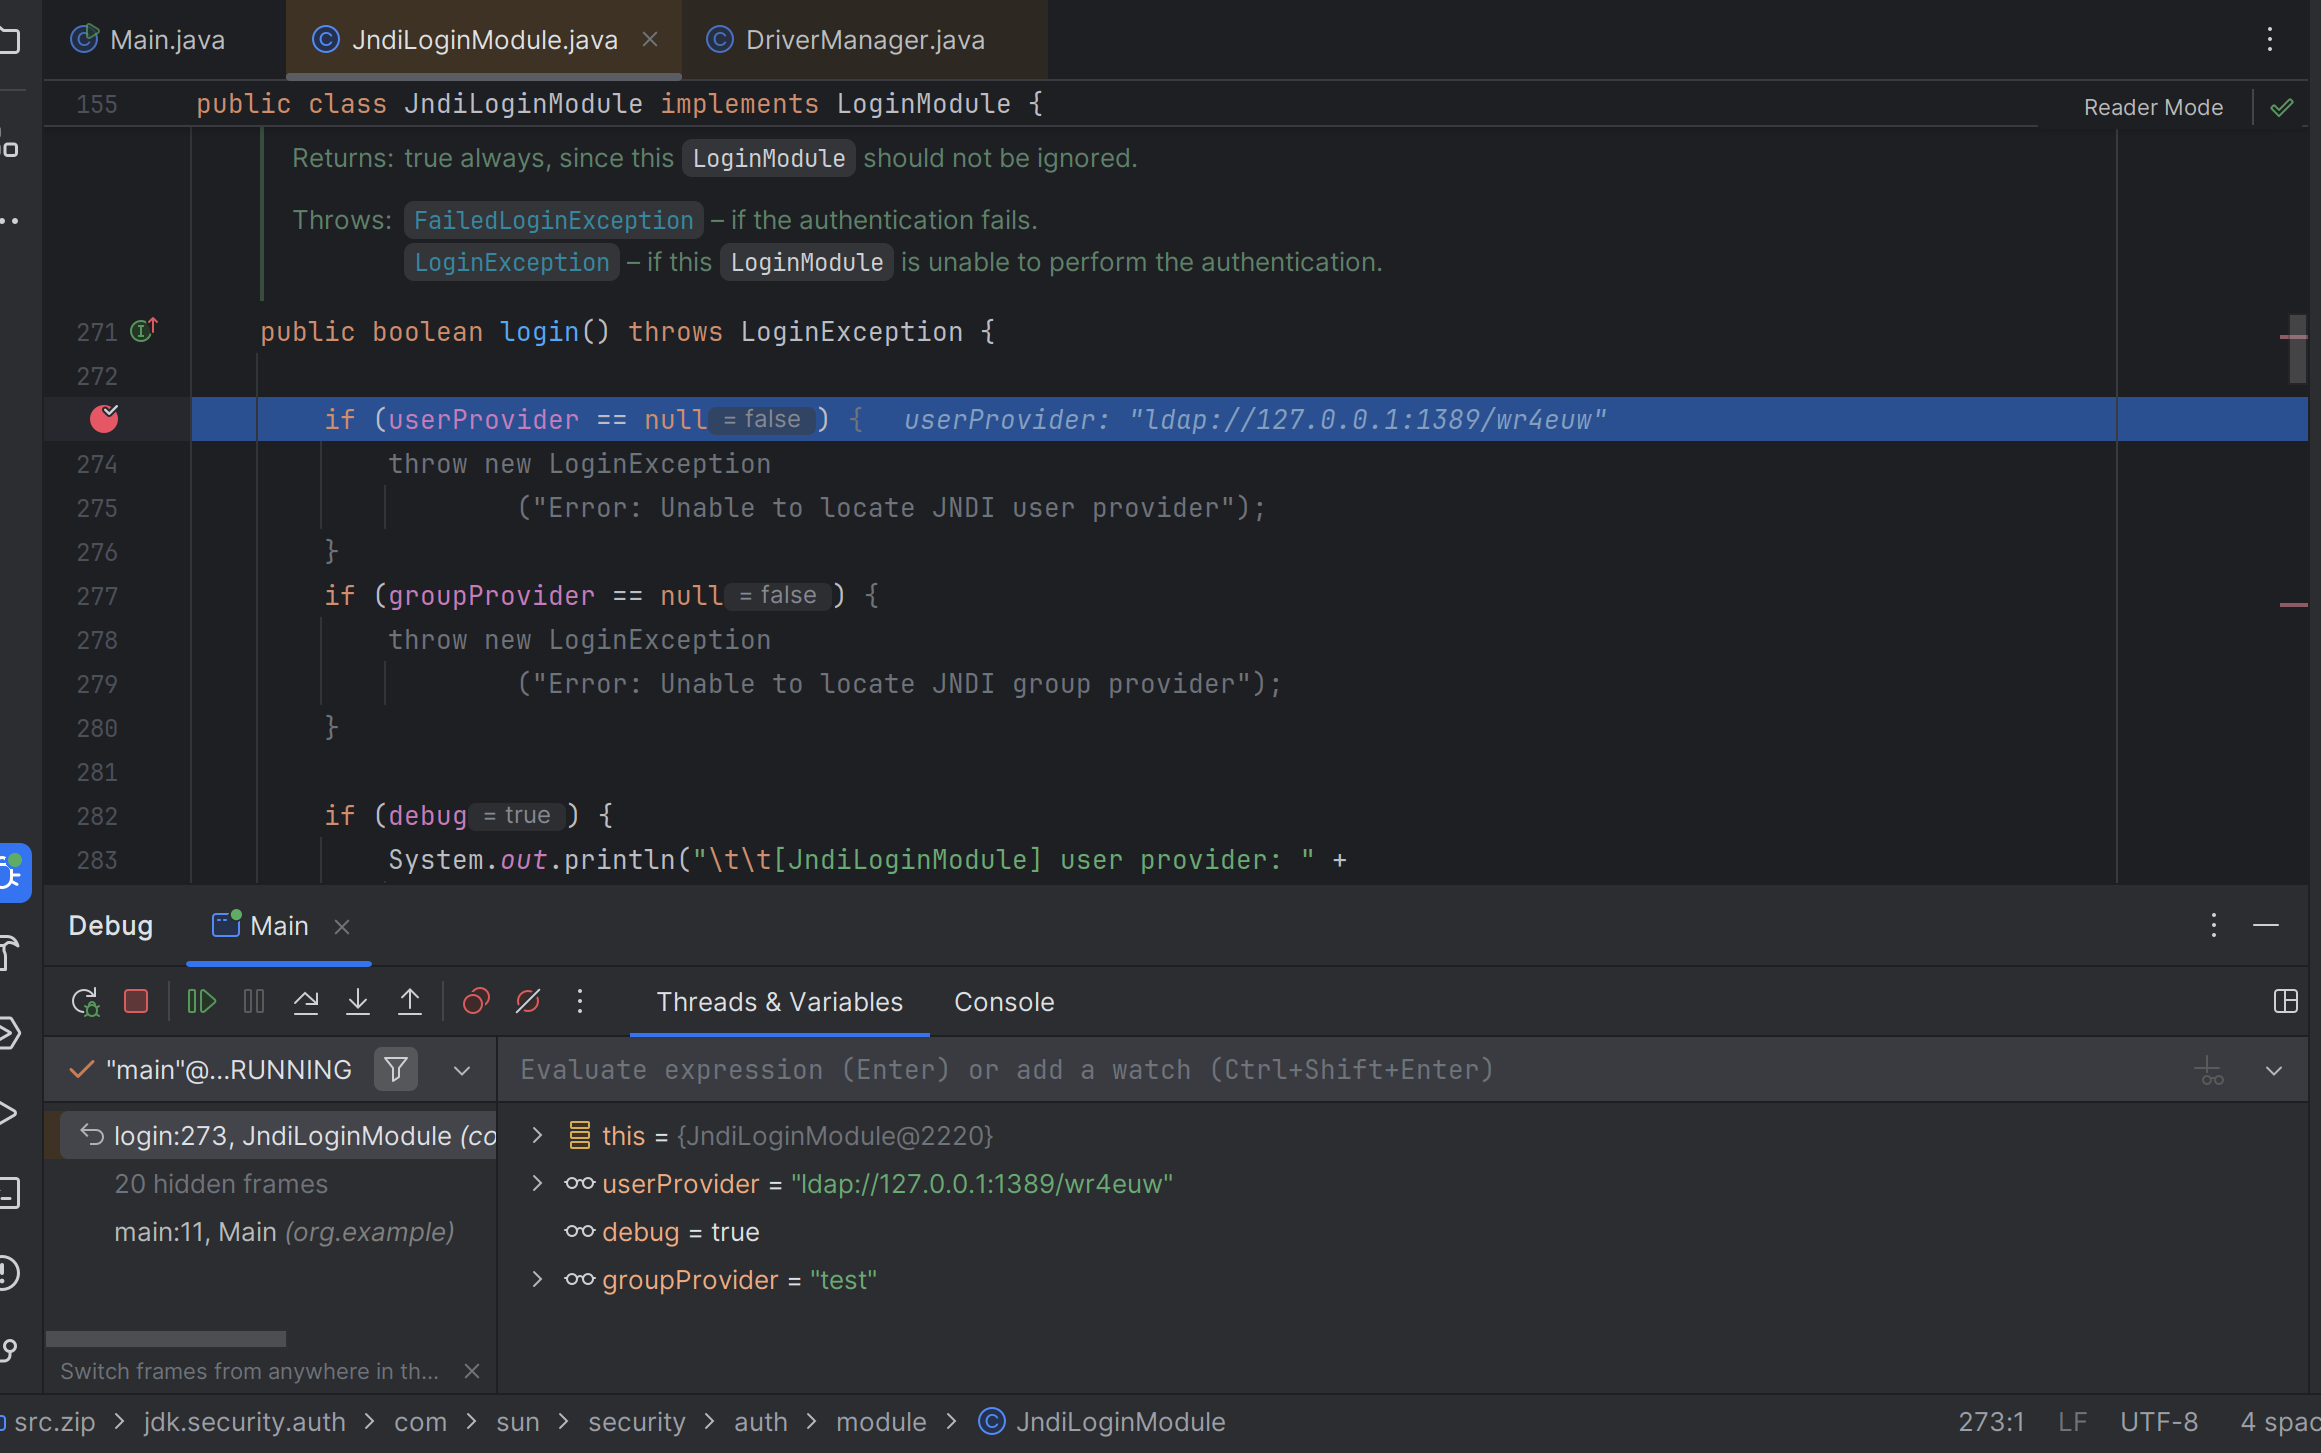 Main.java
JndiLoginModule.java
DriverManager.java
155 public class JndiLoginModule implements LoginModule {
Reader Mode
Returns: true always, since this LoginModule should not be ignored.
Throws: FailedLoginException – if the authentication fails.
LoginException – if this LoginModule is unable to perform the authentication.
271 public boolean login() throws LoginException {
272
if (userProvider == null = false ) { userProvider: "ldap://127.0.0.1:1389/wr4euw"
274 throw new LoginException
275 ("Error: Unable to locate JNDI user provider");
276 }
277 if (groupProvider == null = false ) {
278 throw new LoginException
279 ("Error: Unable to locate JNDI group provider");
280 }
281
282 if (debug = true ) {
283 System.out.println("\t\t[JndiLoginModule] user provider: " +
Debug Main
Threads & Variables Console
"main"@...RUNNING
Evaluate expression (Enter) or add a watch (Ctrl+Shift+Enter)
login:273, JndiLoginModule (co
20 hidden frames
main:11, Main (org.example)
this = {JndiLoginModule@2220}
userProvider = "ldap://127.0.0.1:1389/wr4euw"
debug = true
groupProvider = "test"
Switch frames from anywhere in th...
src.zip > jdk.security.auth > com > sun > security > auth > module > JndiLoginModule
273:1 LF UTF-8 4 spac